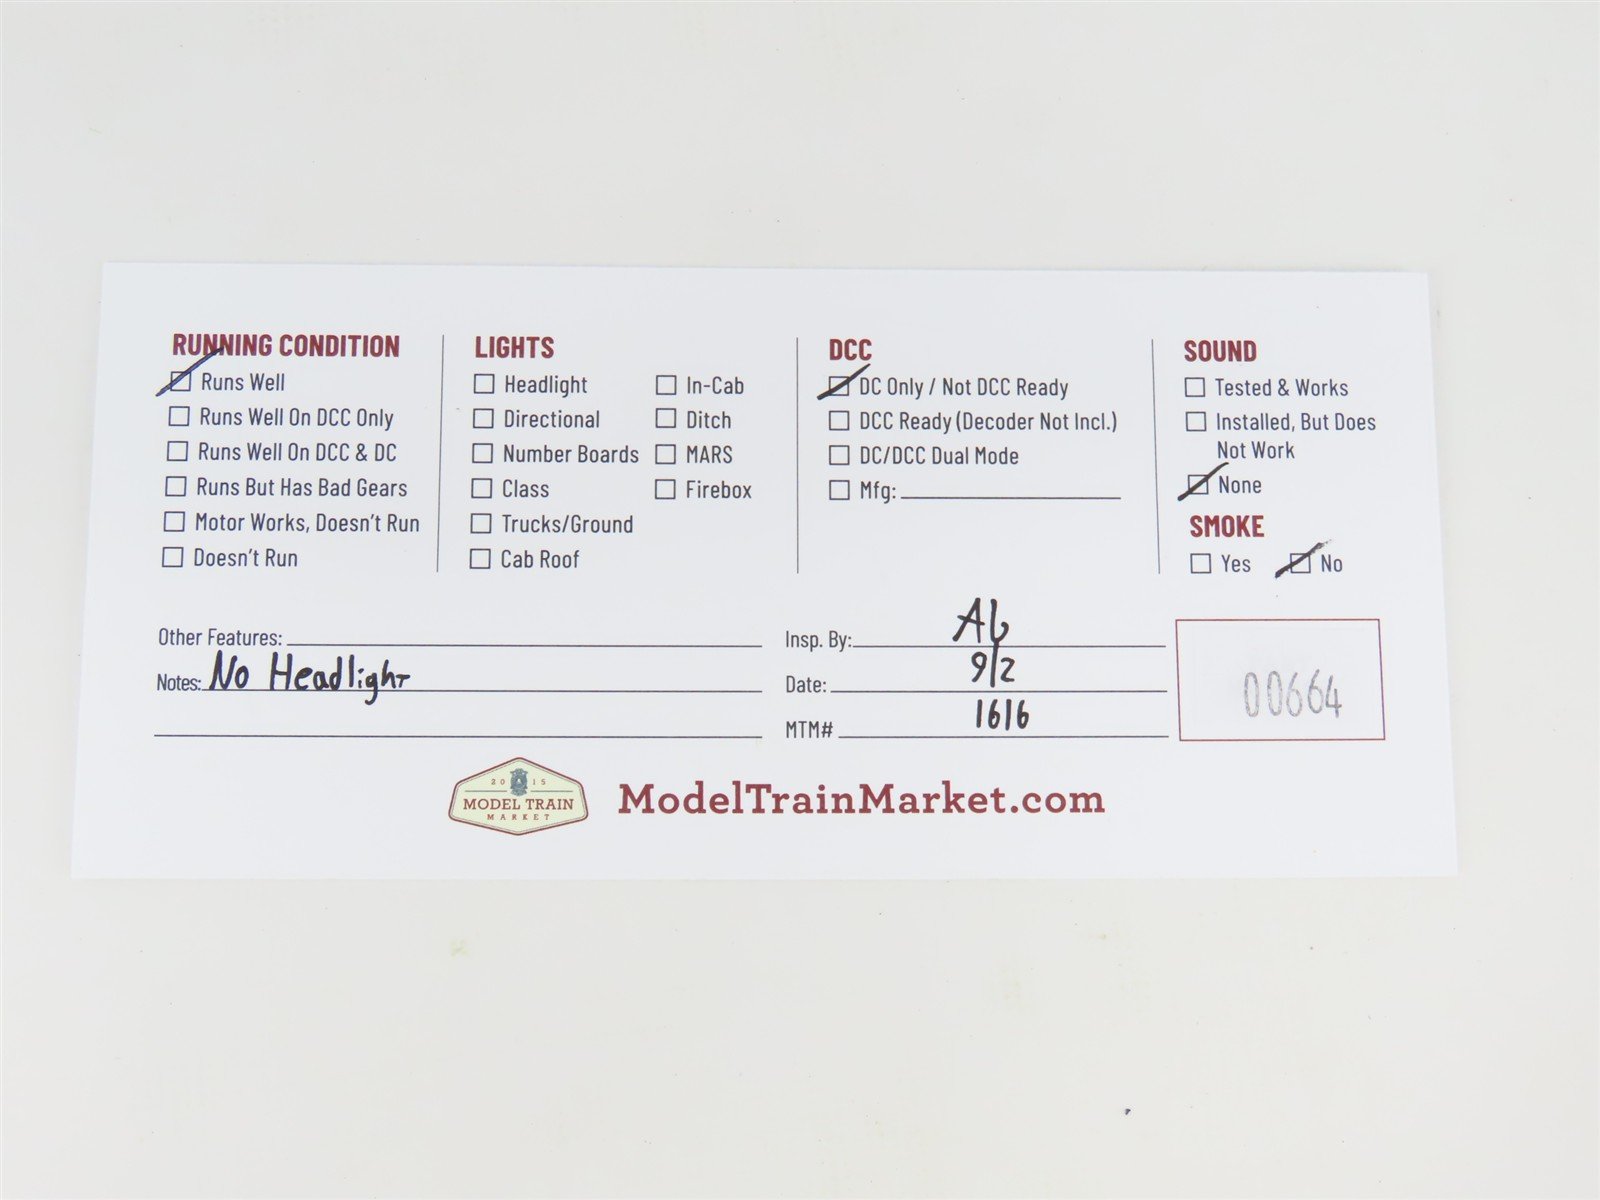 RUNNING CONDITION
Runs Well
Runs Well On DCC Only
Runs Well On DCC & DC
Runs But Has Bad Gears
Motor Works, Doesn't Run
Doesn't Run
LIGHTS
Headlight
Directional
Number Boards
Class
Trucks/Ground
Cab Roof
In-Cab
Ditch
MARS
Firebox
DCC
DC Only / Not DCC Ready
DCC Ready (Decoder Not Incl.)
DC/DCC Dual Mode
Mfg:
SOUND
Tested & Works
Installed, But Does
Not Work
None
SMOKE
Yes No
Other Features:
Notes: No Headlight
Insp. By:
Date: 9/2
MTM# 1616
00664
2015
MODEL TRAIN
MARKET
ModelTrainMarket.com